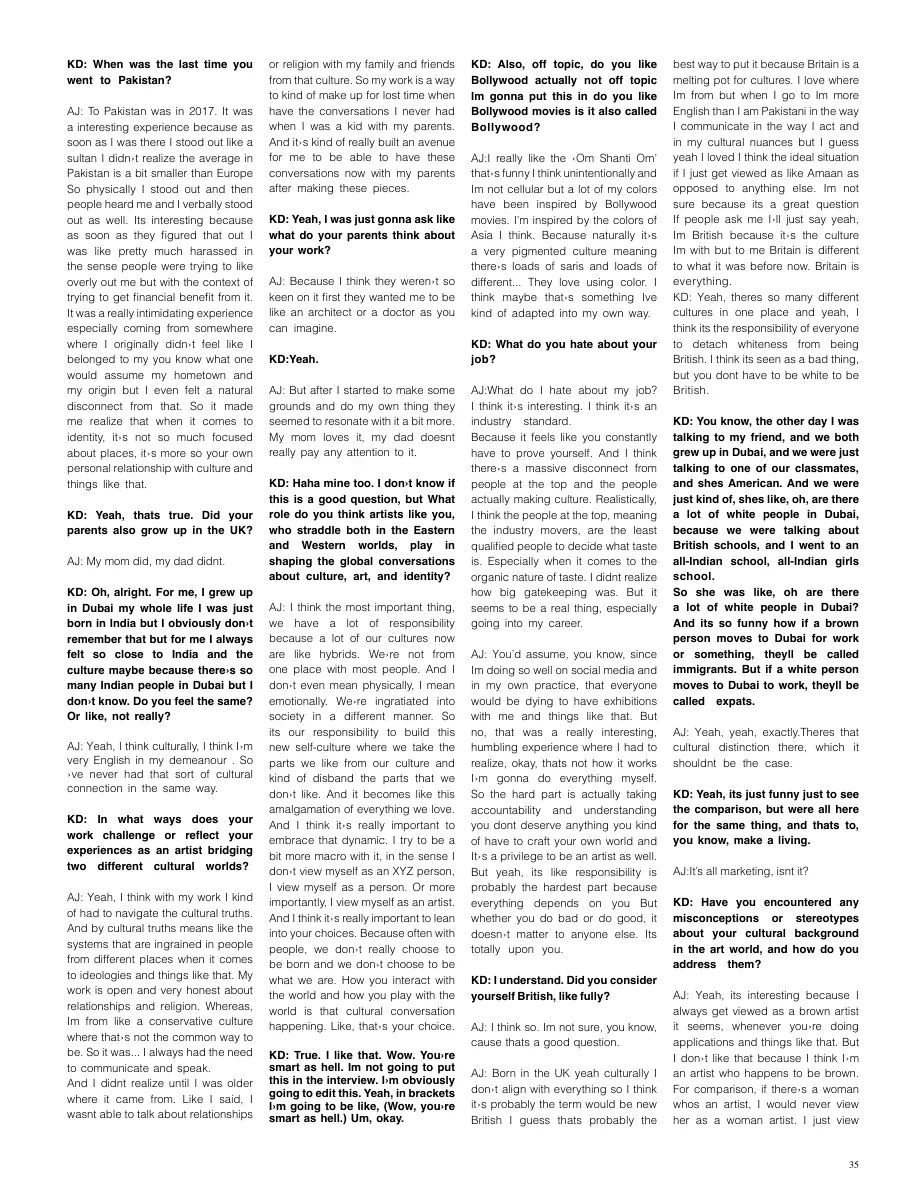 KD: When was the last time you
went to Pakistan?
AJ: To Pakistan was in 2017. It was
a interesting experience because as
soon as I was there I stood out like a
sultan I didn›t realize the average in
Pakistan is a bit smaller than Europe
So physically I stood out and then
people heard me and I verbally stood
out as well. Its interesting because
as soon as they figured that out I
was like pretty much harassed in
the sense people were trying to like
overly out me but with the context of
trying to get financial benefit from it.
It was a really intimidating experience
especially coming from somewhere
where I originally didn›t feel like I
belonged to my you know what one
would assume my hometown and
my origin but I even felt a natural
disconnect from that. So it made
me realize that when it comes to
identity, it›s not so much focused
about places, it›s more so your own
personal relationship with culture and
things like that.
KD: Yeah, thats true. Did your
parents also grow up in the UK?
AJ: My mom did, my dad didnt.
KD: Oh, alright. For me, I grew up
in Dubai my whole life I was just
born in India but I obviously don›t
remember that but for me I always
felt so close to India and the
culture maybe because there›s so
many Indian people in Dubai but I
don›t know. Do you feel the same?
Or like, not really?
AJ: Yeah, I think culturally, I think I›m
very English in my demeanour . So
›ve never had that sort of cultural
connection in the same way.
KD: In what ways does your
work challenge or reflect your
experiences as an artist bridging
two different cultural worlds?
AJ: Yeah, I think with my work I kind
of had to navigate the cultural truths.
And by cultural truths means like the
systems that are ingrained in people
from different places when it comes
to ideologies and things like that. My
work is open and very honest about
relationships and religion. Whereas,
Im from like a conservative culture
where that›s not the common way to
be. So it was... I always had the need
to communicate and speak.
And I didnt realize until I was older
where it came from. Like I said, I
wasnt able to talk about relationships
or religion with my family and friends
from that culture. So my work is a way
to kind of make up for lost time when
have the conversations I never had
when I was a kid with my parents.
And it›s kind of really built an avenue
for me to be able to have these
conversations now with my parents
after making these pieces.
KD: Yeah, I was just gonna ask like
what do your parents think about
your work?
AJ: Because I think they weren›t so
keen on it first they wanted me to be
like an architect or a doctor as you
can imagine.
KD:Yeah.
AJ: But after I started to make some
grounds and do my own thing they
seemed to resonate with it a bit more.
My mom loves it, my dad doesnt
really pay any attention to it.
KD: Haha mine too. I don›t know if
this is a good question, but What
role do you think artists like you,
who straddle both in the Eastern
and Western worlds, play in
shaping the global conversations
about culture, art, and identity?
AJ: I think the most important thing,
we have a lot of responsibility
because a lot of our cultures now
are like hybrids. We›re not from
one place with most people. And I
don›t even mean physically, I mean
emotionally. We›re ingratiated into
society in a different manner. So
its our responsibility to build this
new self-culture where we take the
parts we like from our culture and
kind of disband the parts that we
don›t like. And it becomes like this
amalgamation of everything we love.
And I think it›s really important to
embrace that dynamic. I try to be a
bit more macro with it, in the sense I
don›t view myself as an XYZ person,
I view myself as a person. Or more
importantly, I view myself as an artist.
And I think it›s really important to lean
into your choices. Because often with
people, we don›t really choose to
be born and we don›t choose to be
what we are. How you interact with
the world and how you play with the
world is that cultural conversation
happening. Like, that›s your choice.
KD: True. I like that. Wow. You›re
smart as hell. Im not going to put
this in the interview. I›m obviously
going to edit this. Yeah, in brackets
I›m going to be like, (Wow, you›re
smart as hell.) Um, okay.
KD: Also, off topic, do you like
Bollywood actually not off topic
Im gonna put this in do you like
Bollywood movies is it also called
Bollywood?
AJ:I really like the ‹Om Shanti Om’
that›s funny I think unintentionally and
Im not cellular but a lot of my colors
have been inspired by Bollywood
movies. I’m inspired by the colors of
Asia I think. Because naturally it›s
a very pigmented culture meaning
there›s loads of saris and loads of
different... They love using color. I
think maybe that›s something Ive
kind of adapted into my own way.
KD: What do you hate about your
job?
AJ:What do I hate about my job?
I think it›s interesting. I think it›s an
industry standard.
Because it feels like you constantly
have to prove yourself. And I think
there›s a massive disconnect from
people at the top and the people
actually making culture. Realistically,
I think the people at the top, meaning
the industry movers, are the least
qualified people to decide what taste
is. Especially when it comes to the
organic nature of taste. I didnt realize
how big gatekeeping was. But it
seems to be a real thing, especially
going into my career.
AJ: You’d assume, you know, since
Im doing so well on social media and
in my own practice, that everyone
would be dying to have exhibitions
with me and things like that. But
no, that was a really interesting,
humbling experience where I had to
realize, okay, thats not how it works
I›m gonna do everything myself.
So the hard part is actually taking
accountability and understanding
you dont deserve anything you kind
of have to craft your own world and
It›s a privilege to be an artist as well.
But yeah, its like responsibility is
probably the hardest part because
everything depends on you But
whether you do bad or do good, it
doesn›t matter to anyone else. Its
totally upon you.
KD: I understand. Did you consider
yourself British, like fully?
AJ: I think so. Im not sure, you know,
cause thats a good question.
AJ: Born in the UK yeah culturally I
don›t align with everything so I think
it›s probably the term would be new
British I guess thats probably the
best way to put it because Britain is a
melting pot for cultures. I love where
Im from but when I go to Im more
English than I am Pakistani in the way
I communicate in the way I act and
in my cultural nuances but I guess
yeah I loved I think the ideal situation
if I just get viewed as like Amaan as
opposed to anything else. Im not
sure because its a great question
If people ask me I›ll just say yeah,
Im British because it›s the culture
Im with but to me Britain is different
to what it was before now. Britain is
everything.
KD: Yeah, theres so many different
cultures in one place and yeah, I
think its the responsibility of everyone
to detach whiteness from being
British. I think its seen as a bad thing,
but you dont have to be white to be
British.
KD: You know, the other day I was
talking to my friend, and we both
grew up in Dubai, and we were just
talking to one of our classmates,
and shes American. And we were
just kind of, shes like, oh, are there
a lot of white people in Dubai,
because we were talking about
British schools, and I went to an
all-Indian school, all-Indian girls
school.
So she was like, oh are there
a lot of white people in Dubai?
And its so funny how if a brown
person moves to Dubai for work
or something, theyll be called
immigrants. But if a white person
moves to Dubai to work, theyll be
called expats.
AJ: Yeah, yeah, exactly.Theres that
cultural distinction there, which it
shouldnt be the case.
KD: Yeah, its just funny just to see
the comparison, but were all here
for the same thing, and thats to,
you know, make a living.
AJ:It’s all marketing, isnt it?
KD: Have you encountered any
misconceptions or stereotypes
about your cultural background
in the art world, and how do you
address them?
AJ: Yeah, its interesting because I
always get viewed as a brown artist
it seems, whenever you›re doing
applications and things like that. But
I don›t like that because I think I›m
an artist who happens to be brown.
For comparison, if there›s a woman
whos an artist, I would never view
her as a woman artist. I just view
35